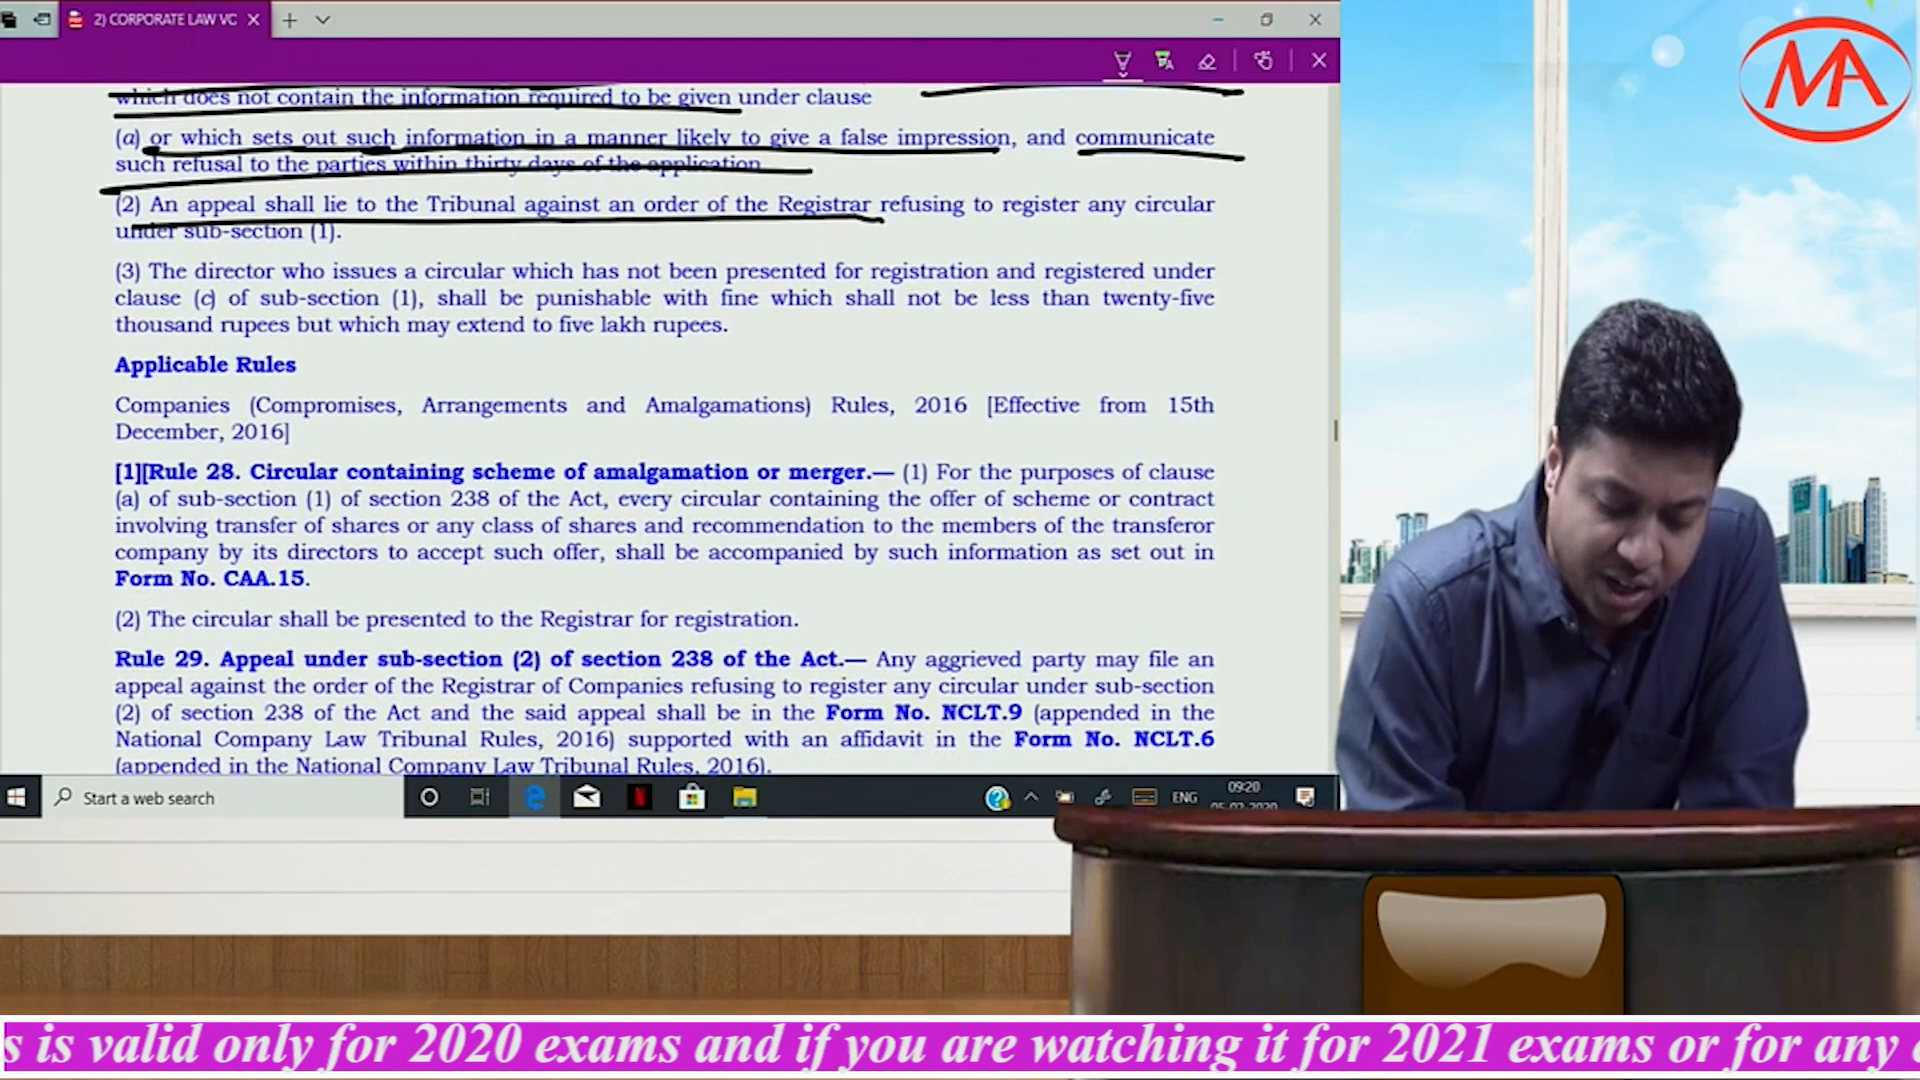 2) CORPORATE LAW VC
which does not contain the information required to be given under clause
(a) or which sets out such information in a manner likely to give a false impression, and communicate
such refusal to the parties within thirty days of the application
(2) An appeal shall lie to the Tribunal against an order of the Registrar refusing to register any circular
under sub-section (1).
(3) The director who issues a circular which has not been presented for registration and registered under
clause (c) of sub-section (1), shall be punishable with fine which shall not be less than twenty-five
thousand rupees but which may extend to five lakh rupees.
Applicable Rules
Companies (Compromises, Arrangements and Amalgamations) Rules, 2016 [Effective from 15th
December, 2016]
[1][Rule 28. Circular containing scheme of amalgamation or merger.— (1) For the purposes of clause
(a) of sub-section (1) of section 238 of the Act, every circular containing the offer of scheme or contract
involving transfer of shares or any class of shares and recommendation to the members of the transferor
company by its directors to accept such offer, shall be accompanied by such information as set out in
Form No. CAA.15.
(2) The circular shall be presented to the Registrar for registration.
Rule 29. Appeal under sub-section (2) of section 238 of the Act.— Any aggrieved party may file an
appeal against the order of the Registrar of Companies refusing to register any circular under sub-section
(2) of section 238 of the Act and the said appeal shall be in the Form No. NCLT.9 (appended in the
National Company Law Tribunal Rules, 2016) supported with an affidavit in the Form No. NCLT.6
(appended in the National Company Law Tribunal Rules, 2016).
Start a web search
ENG
09:20
05-02-2020
MA
s is valid only for 2020 exams and if you are watching it for 2021 exams or for any